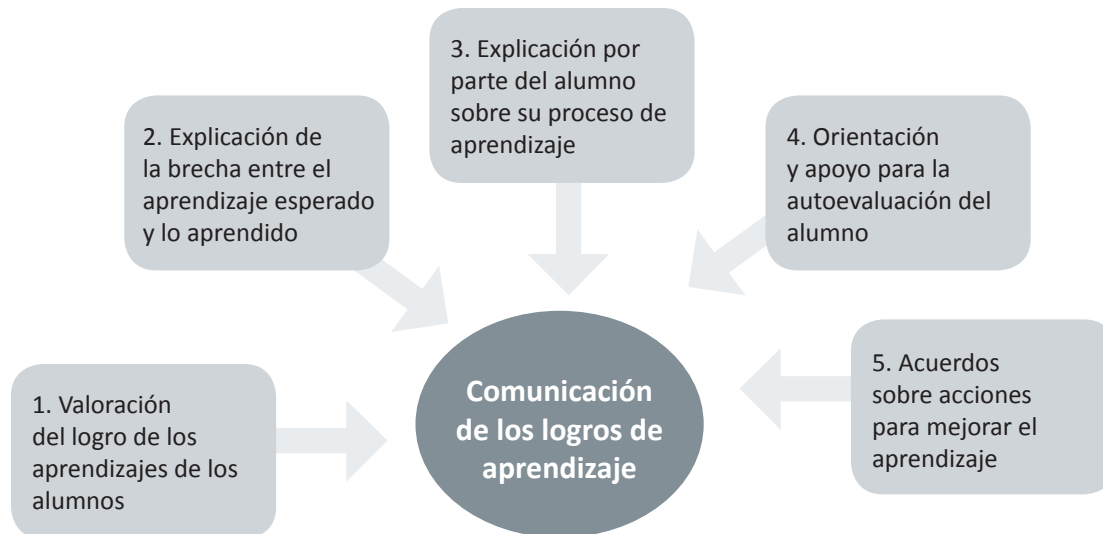 1. Valoración
del logro de los
aprendizajes de los
alumnos
2. Explicación de
la brecha entre el
aprendizaje esperado
y lo aprendido
3. Explicación por
parte del alumno
sobre su proceso de
aprendizaje
4. Orientación
y apoyo para la
autoevaluación del
alumno
5. Acuerdos
sobre acciones
para mejorar el
aprendizaje
Comunicación
de los logros de
aprendizaje